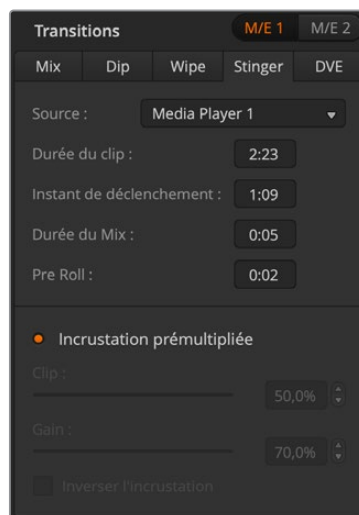 Transitions M/E 1 M/E 2
Mix Dip Wipe Stinger DVE
Source : Media Player 1
Durée du clip : 2:23
Instant de déclenchement : 1:09
Durée du Mix : 0:05
Pre Roll : 0:02
Incrustation prémultipliée
Clip :
50,0%
Gain :
70,0%
Inverser l'incrustation